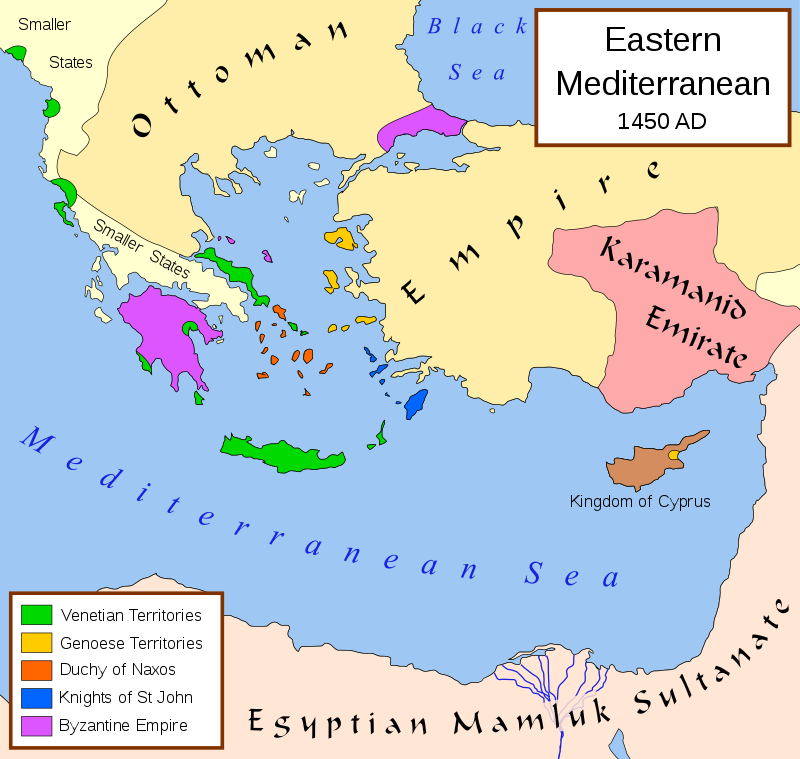 Smaller
States
Ottoman
Empire
Black
Sea
Eastern
Mediterranean
1450 AD
Smaller States
Karamanid
Emirate
Mediterranean Sea
Kingdom of Cyprus
Venetian Territories
Genoese Territories
Duchy of Naxos
Knights of St John
Byzantine Empire
Egyptian Mamluk Sultanate